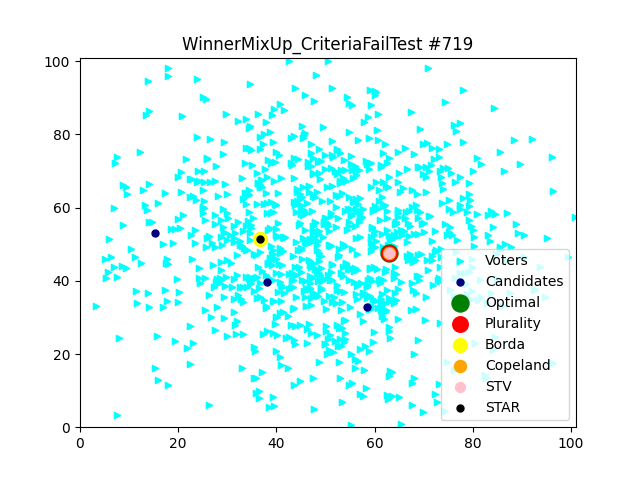 WinnerMixUp_CriteriaFailTest #719
100
80
60
40
20
0
0 20 40 60 80 100
Voters
Candidates
Optimal
Plurality
Borda
Copeland
STV
STAR